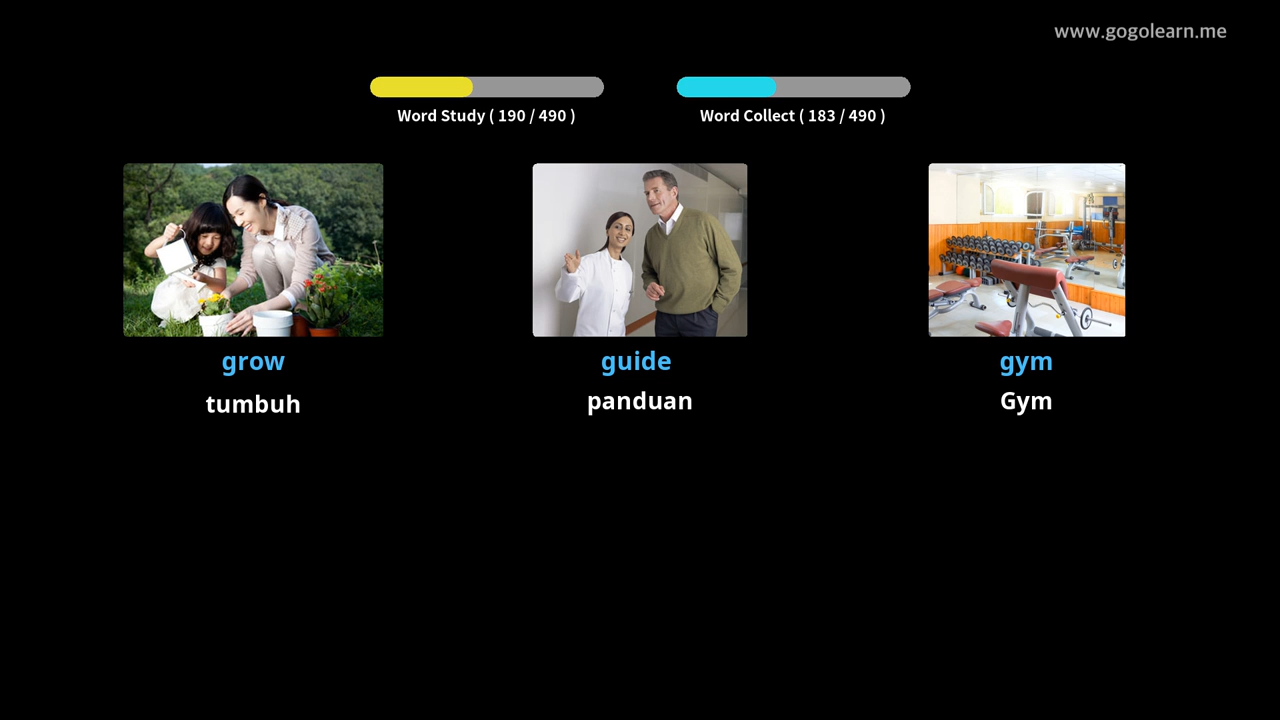 www.gogolearn.me
Word Study ( 190 / 490 )
Word Collect ( 183 / 490 )
grow
guide
gym
tumbuh
panduan
Gym